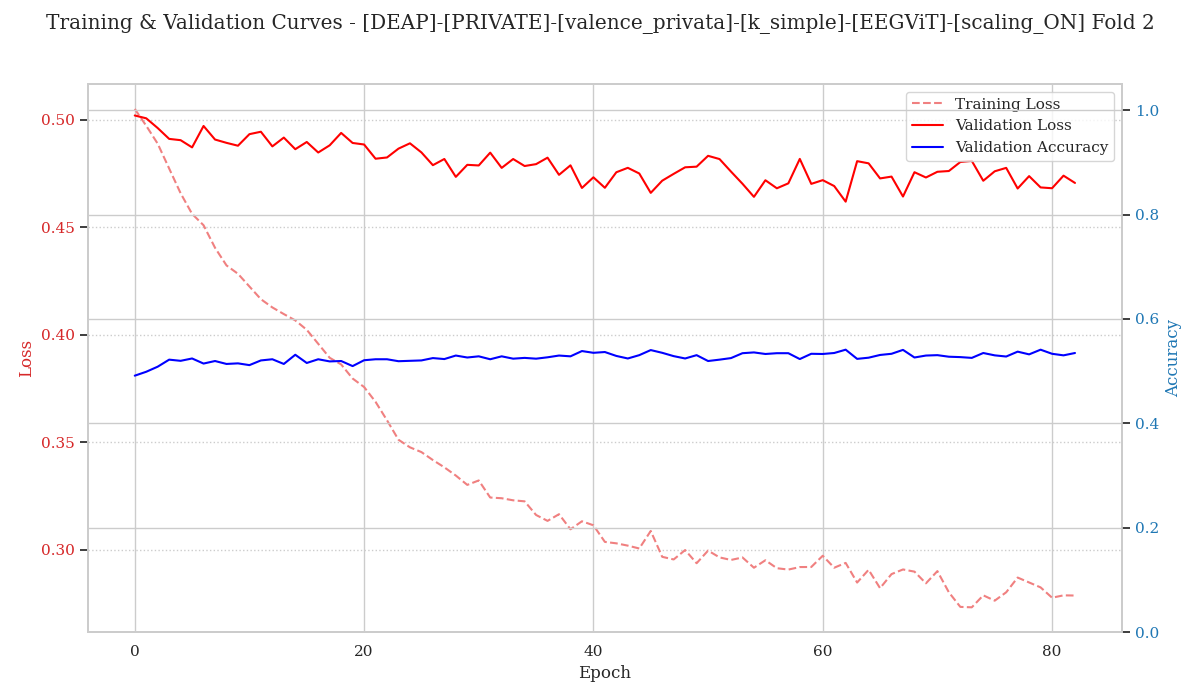 Training & Validation Curves - [DEAP]-[PRIVATE]-[valence_privata]-[k_simple]-[EEGViT]-[scaling_ON] Fold 2
Training Loss
Validation Loss
Validation Accuracy
0.50
0.45
0.40
0.35
0.30
Loss
1.0
0.8
0.6
0.4
0.2
0.0
Accuracy
0 20 40 60 80
Epoch